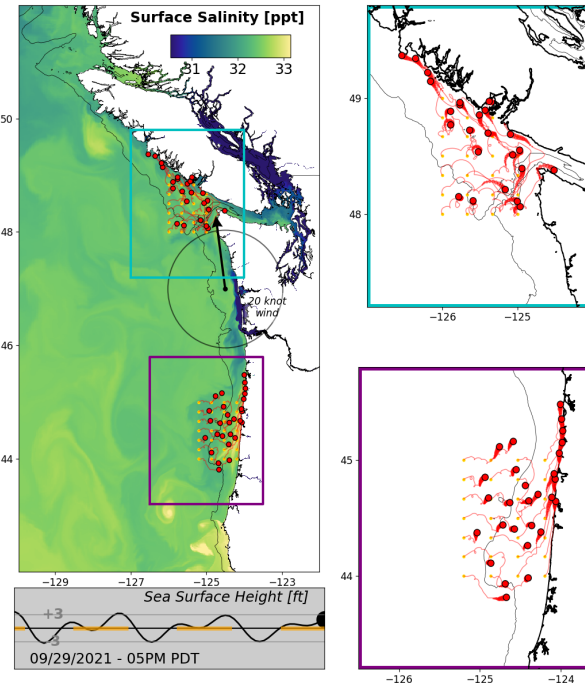 Surface Salinity [ppt]
31 32 33
50
48
46
44
20 knot
wind
−129 −127 −125 −123
Sea Surface Height [ft]
+3
-3
09/29/2021 - 05PM PDT
49
48
−126 −125
45
44
−126 −125 −124